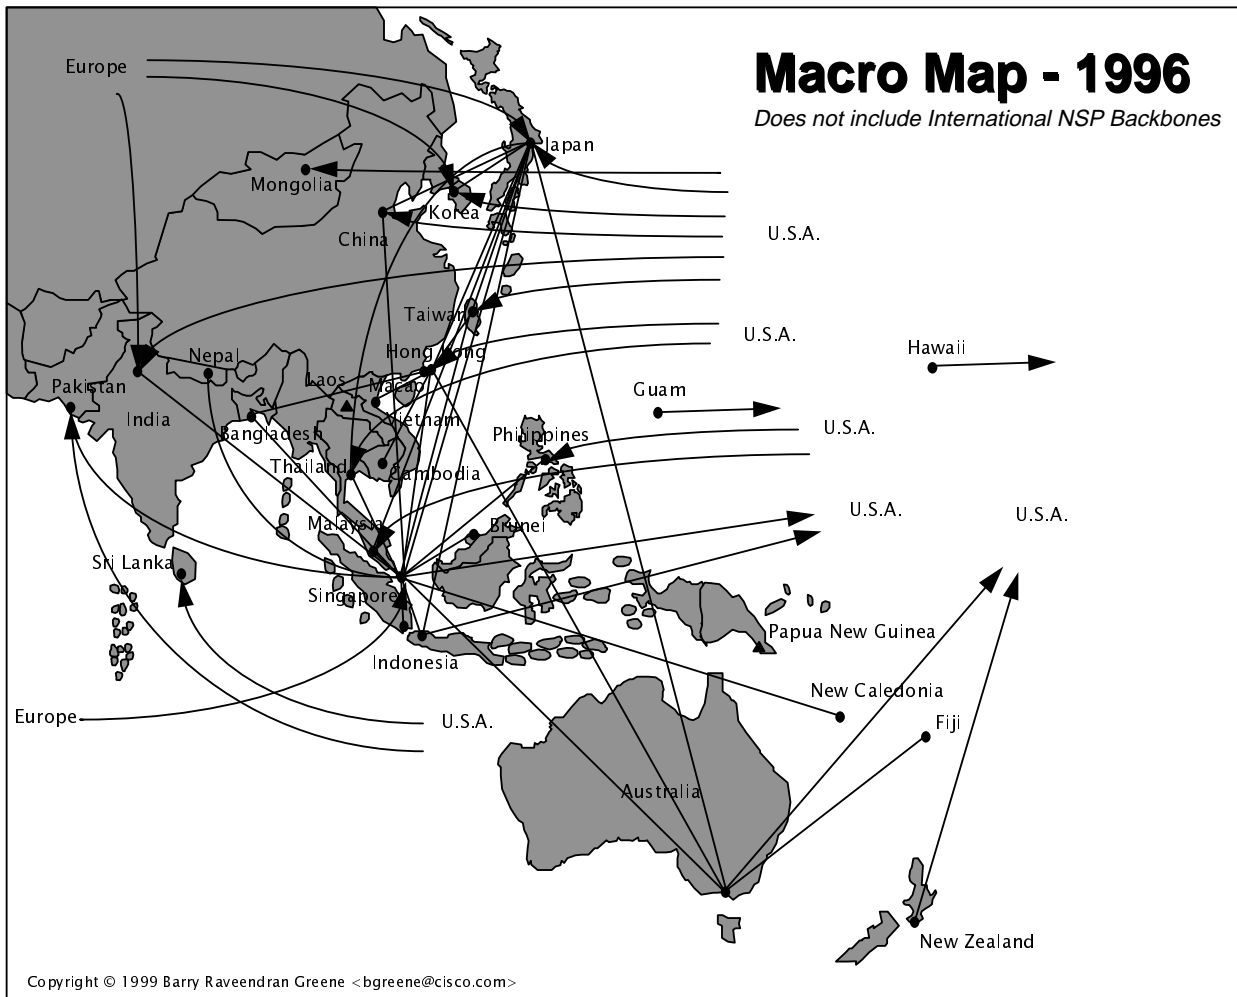 Macro Map - 1996
Does not include International NSP Backbones
Europe
Japan
Mongolia
Korea
China
U.S.A.
Taiwan
U.S.A.
Hong Kong
Hawaii
Nepal
Laos
Macao
Pakistan
Guam
India
Vietnam
Bangladesh
Philippines
U.S.A.
Thailand
Cambodia
Malaysia
Brunei
U.S.A.
U.S.A.
Sri Lanka
Singapore
Papua New Guinea
Indonesia
New Caledonia
Europe
U.S.A.
Fiji
Australia
New Zealand
Copyright © 1999 Barry Raveendran Greene <bgreene@cisco.com>